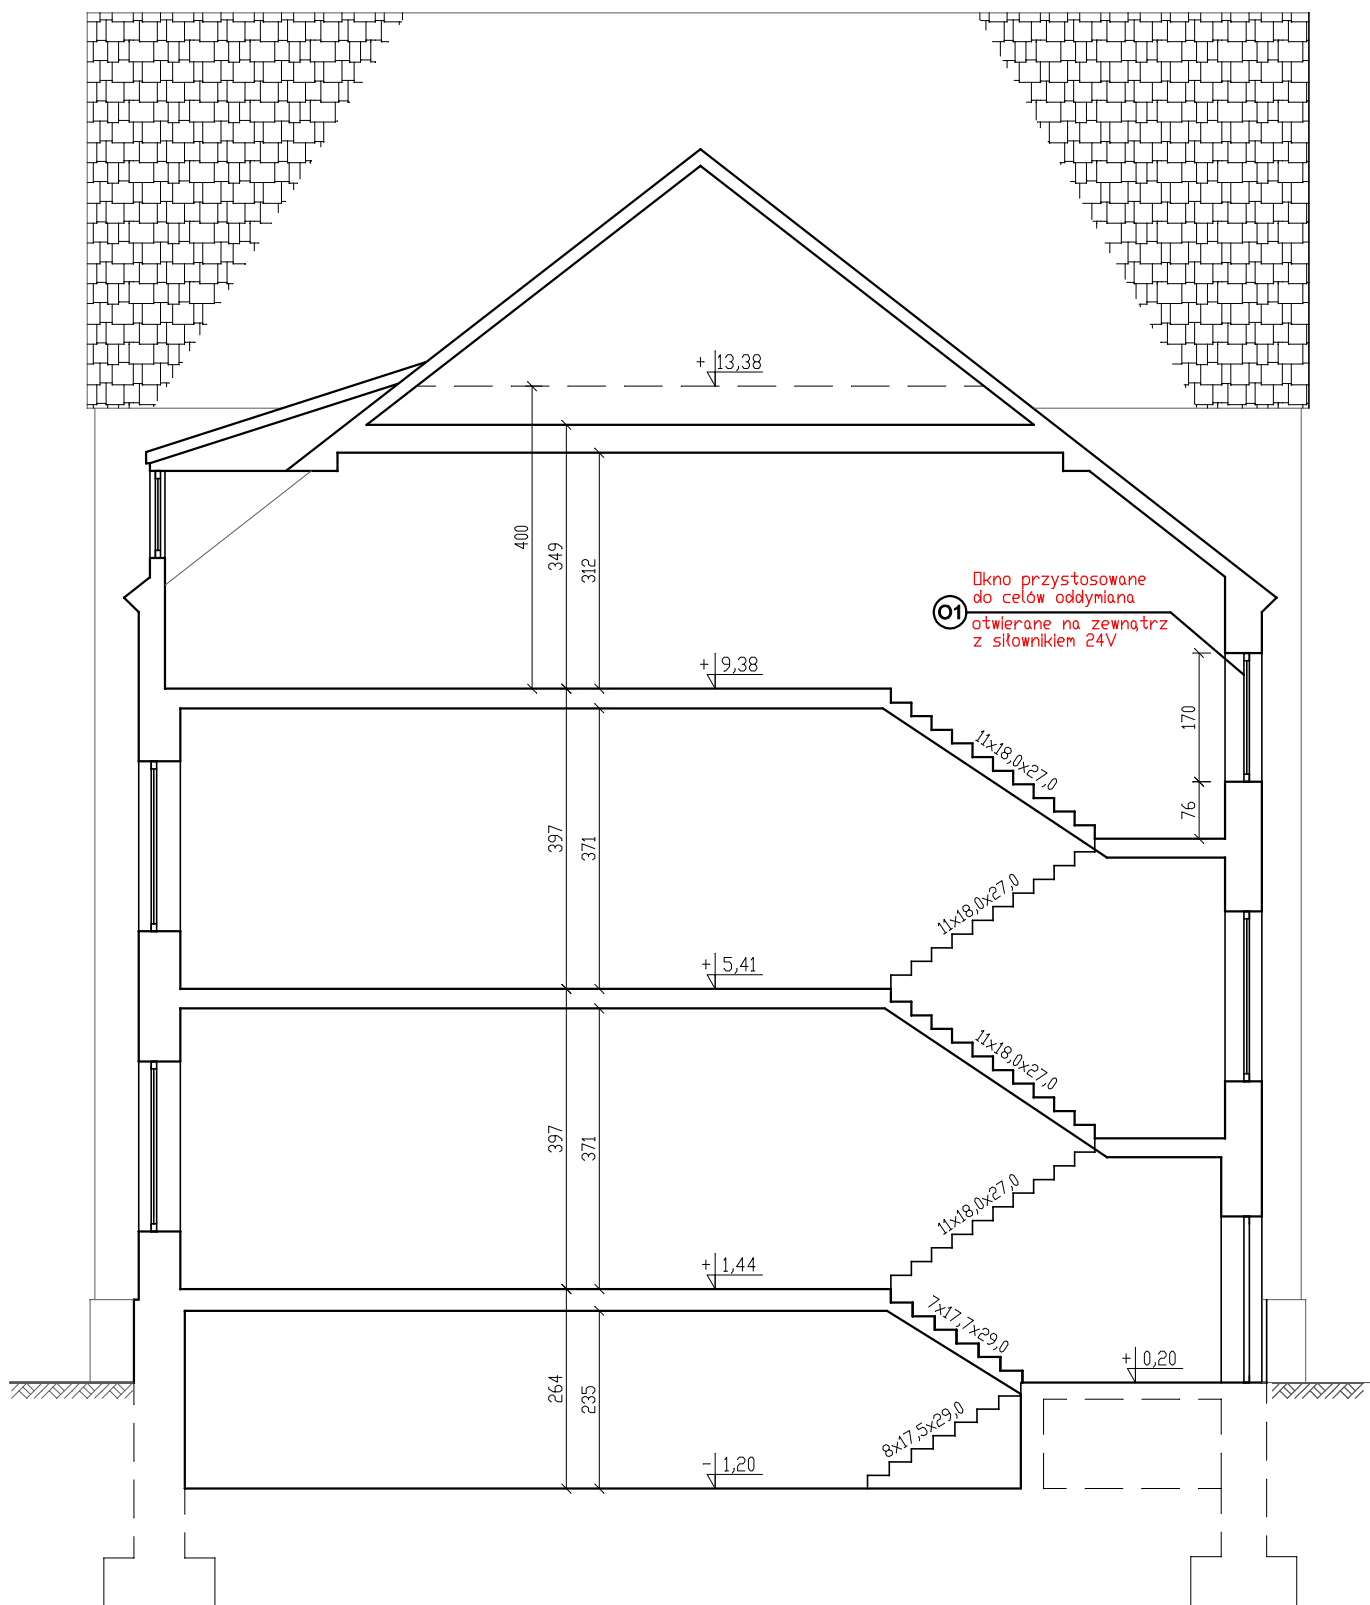 + 13,38
400
349
312
Okno przystosowane
do celów oddymiana
O1
otwierane na zewnątrz
z siłownikiem 24V
+ 9,38
170
11x18,0x27,0
76
397
371
11x18,0x27,0
+ 5,41
11x18,0x27,0
397
371
11x18,0x27,0
+ 1,44
7x17,7x29,0
+ 0,20
264
235
8x17,5x29,0
- 1,20